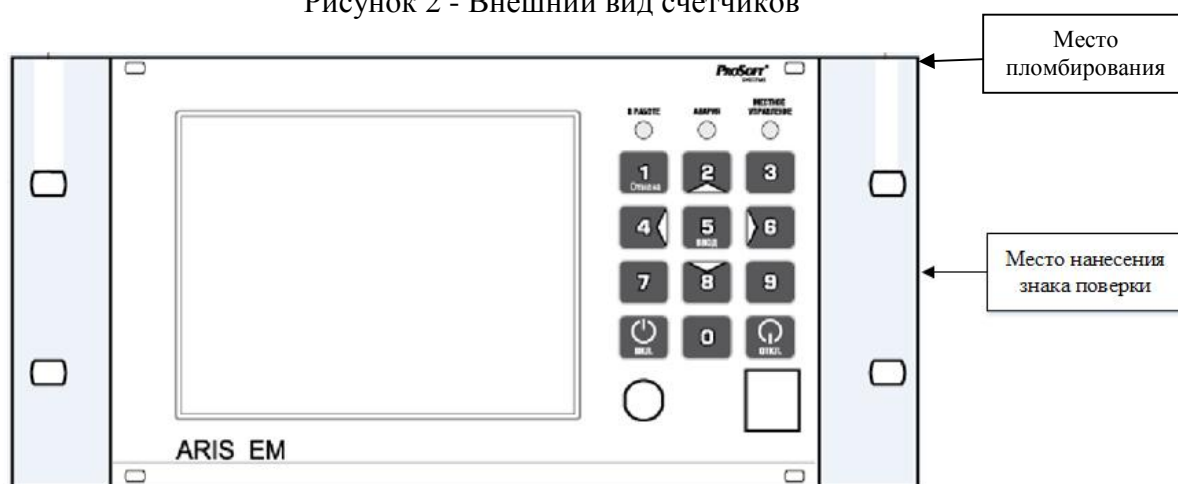 Рисунок 2 - Внешний вид счетчиков
Место
пломбирования
ProSoft®
SYSTEMS
В РАБОТЕ
АВАРИЯ
МЕСТНОЕ
УПРАВЛЕНИЕ
1
Отмена
2
3
4
5
ВВОД
6
7
8
9
ВКЛ.
0
ОТКЛ.
Место нанесения
знака поверки
ARIS EM